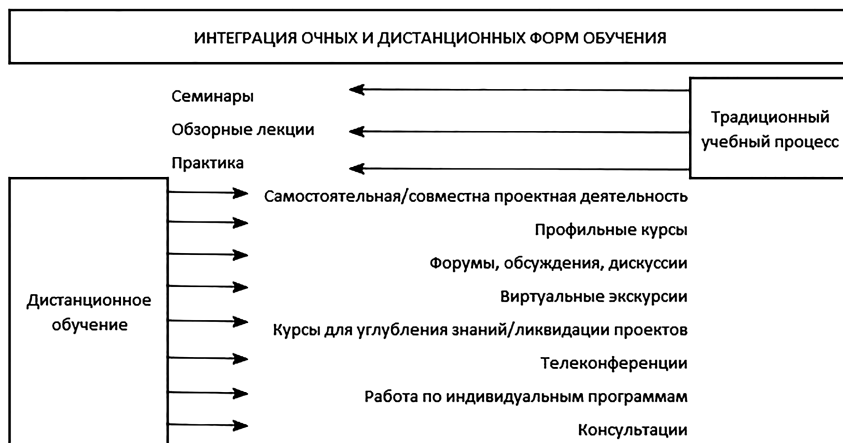 ИНТЕГРАЦИЯ ОЧНЫХ И ДИСТАНЦИОННЫХ ФОРМ ОБУЧЕНИЯ
Семинары
Обзорные лекции
Практика
Традиционный
учебный процесс
Дистанционное
обучение
Самостоятельная/совместна проектная деятельность
Профильные курсы
Форумы, обсуждения, дискуссии
Виртуальные экскурсии
Курсы для углубления знаний/ликвидации проектов
Телеконференции
Работа по индивидуальным программам
Консультации